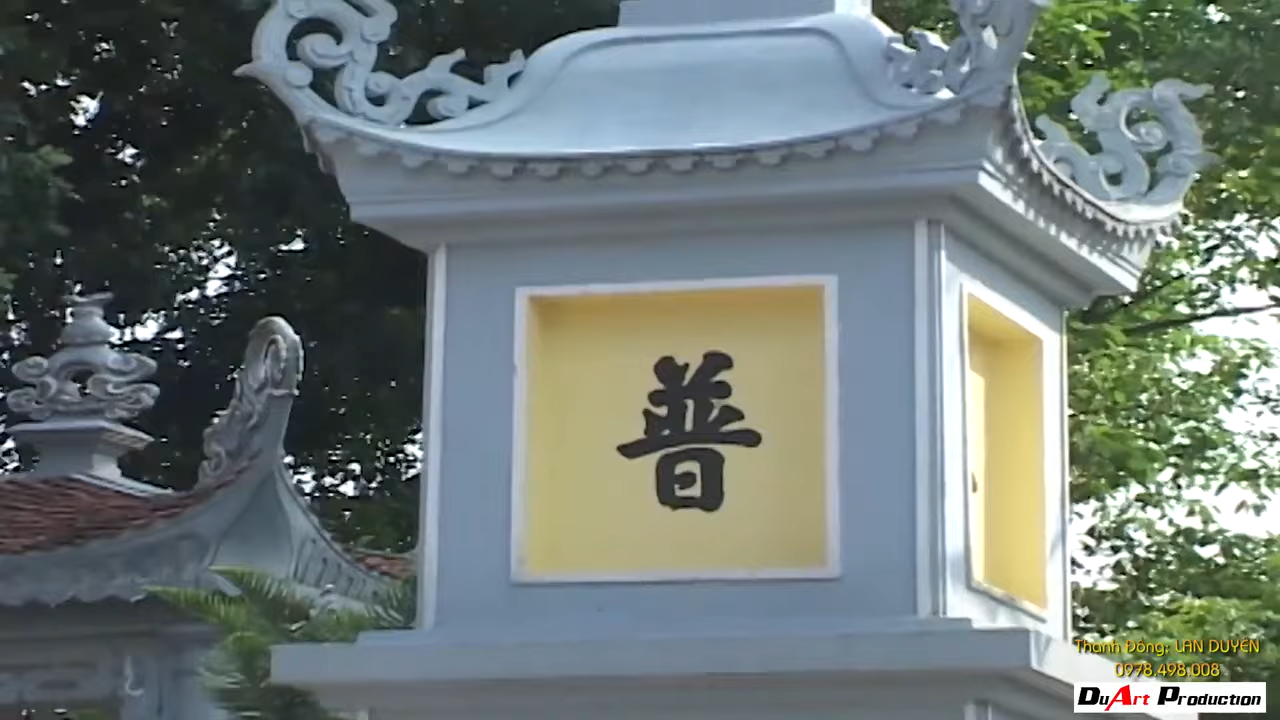 普
Thanh Đồng: LAN DUYÊN
0978.498.008
DuArt Production